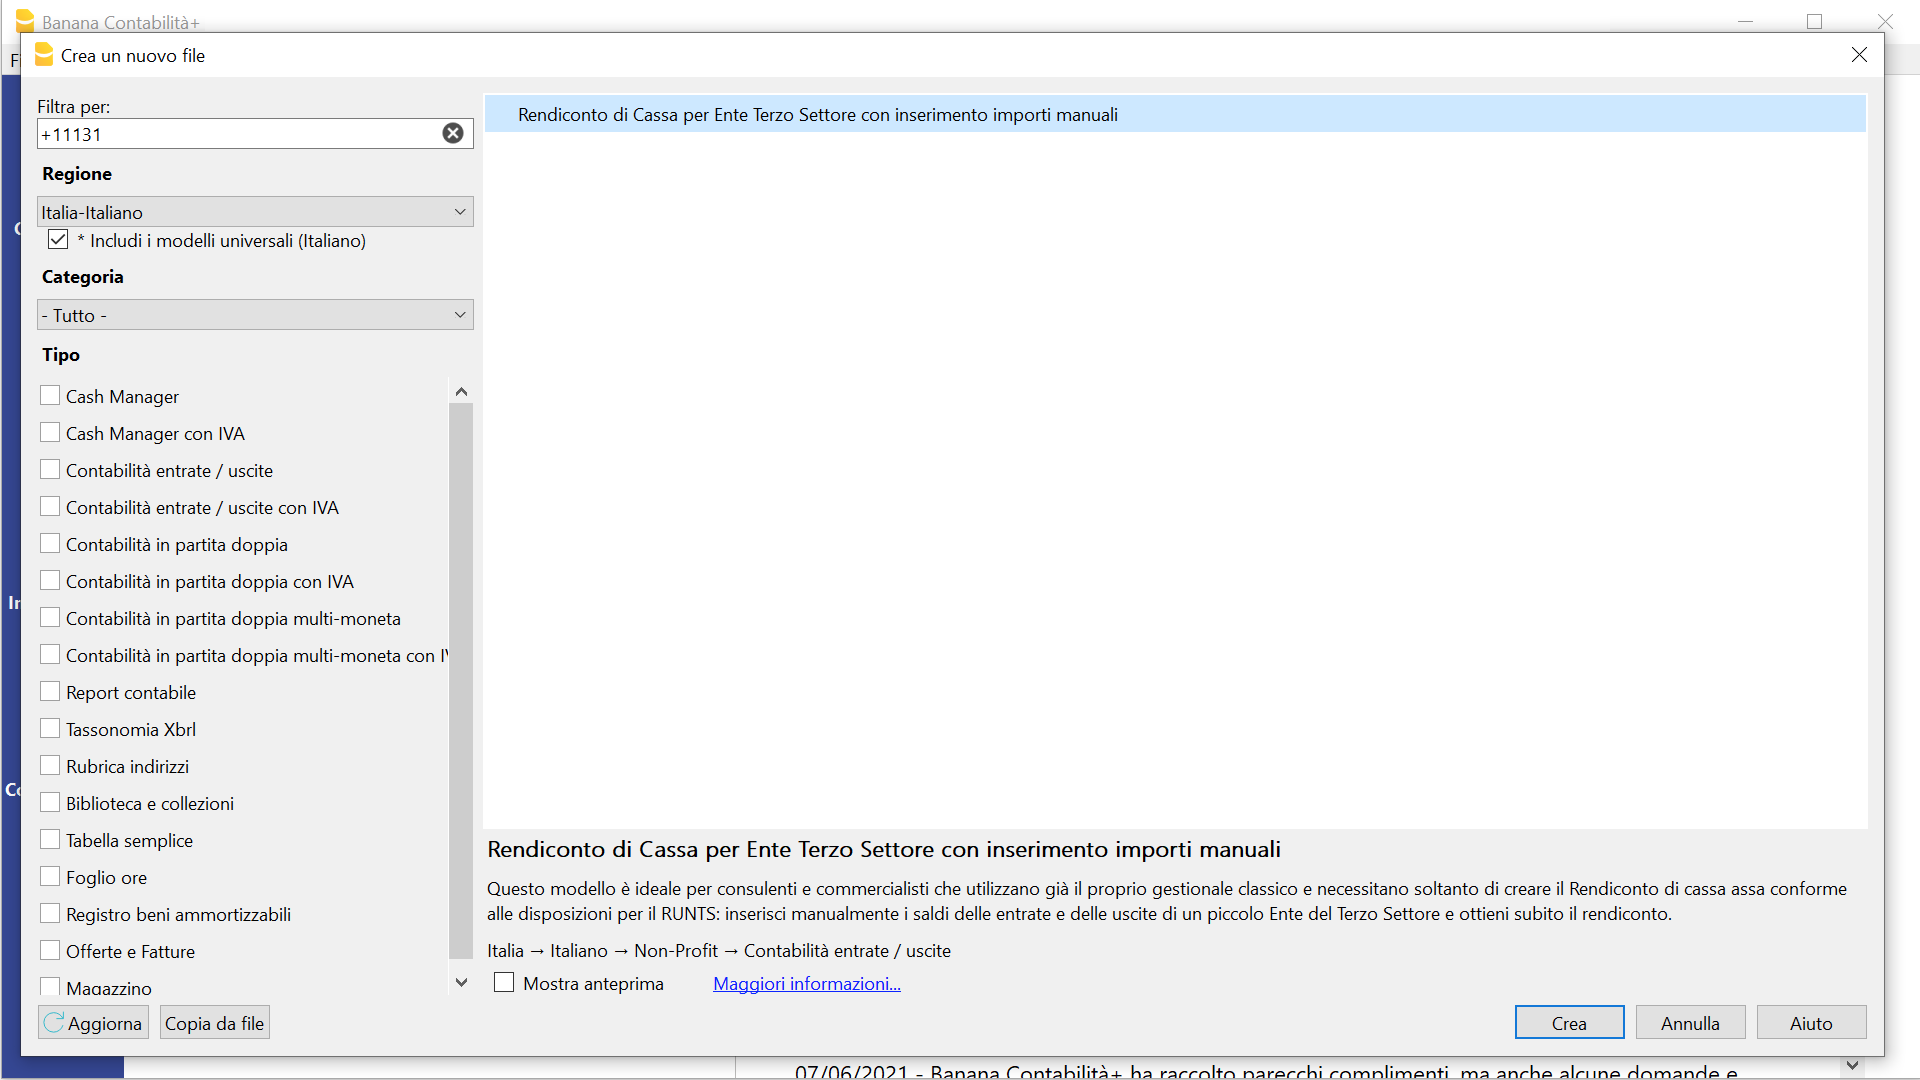 Banana Contabilità+
Crea un nuovo file
Filtra per:
+11131
Regione
Italia-Italiano
* Includi i modelli universali (Italiano)
Categoria
- Tutto -
Tipo
Cash Manager
Cash Manager con IVA
Contabilità entrate / uscite
Contabilità entrate / uscite con IVA
Contabilità in partita doppia
Contabilità in partita doppia con IVA
Contabilità in partita doppia multi-moneta
Contabilità in partita doppia multi-moneta con
Report contabile
Tassonomia Xbrl
Rubrica indirizzi
Biblioteca e collezioni
Tabella semplice
Foglio ore
Registro beni ammortizzabili
Offerte e Fatture
Magazzino
Aggiorna
Copia da file
Rendiconto di Cassa per Ente Terzo Settore con inserimento importi manuali
Rendiconto di Cassa per Ente Terzo Settore con inserimento importi manuali
Questo modello è ideale per consulenti e commercialisti che utilizzano già il proprio gestionale classico e necessitano soltanto di creare il Rendiconto di cassa assa conforme
alle disposizioni per il RUNTS: inserisci manualmente i saldi delle entrate e delle uscite di un piccolo Ente del Terzo Settore e ottieni subito il rendiconto.
Italia → Italiano → Non-Profit → Contabilità entrate / uscite
Mostra anteprima
Maggiori informazioni...
Crea
Annulla
Aiuto
07/06/2021 - Banana Contabilità+ ha raccolto parecchi complimenti, ma anche alcune domande e